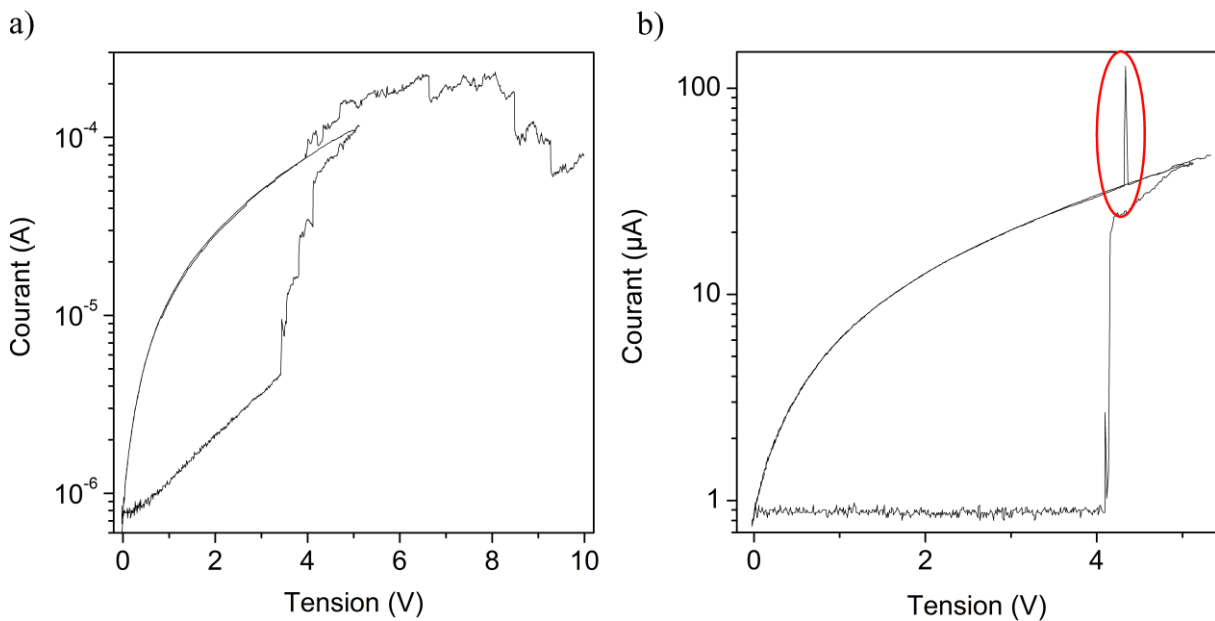 a)
Courant (A)
10⁻⁴
10⁻⁵
10⁻⁶
0 2 4 6 8 10
Tension (V)
b)
Courant (µA)
100
10
1
0 2 4
Tension (V)